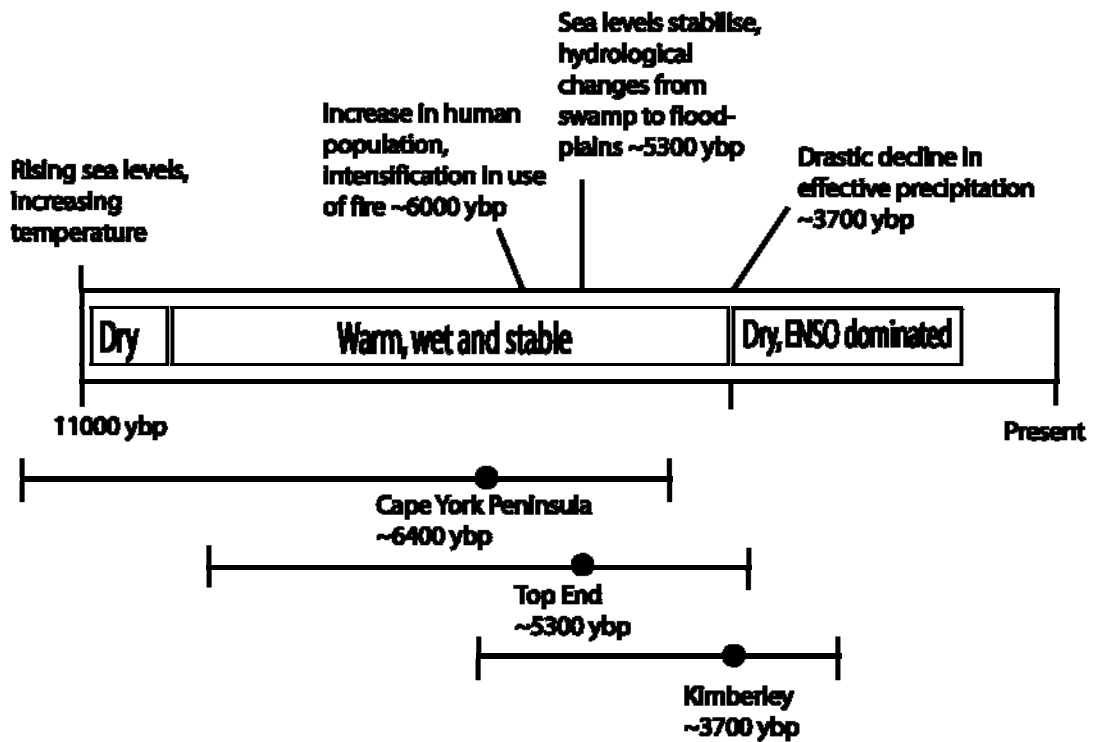 Sea levels stabilise,
hydrological
changes from
swamp to flood-
plains ~5300 ybp
Increase in human
population,
intensification in use
of fire ~6000 ybp
Rising sea levels,
increasing
temperature
Drastic decline in
effective precipitation
~3700 ybp
Dry
Warm, wet and stable
Dry, ENSO dominated
11000 ybp
Present
Cape York Peninsula
~6400 ybp
Top End
~5300 ybp
Kimberley
~3700 ybp